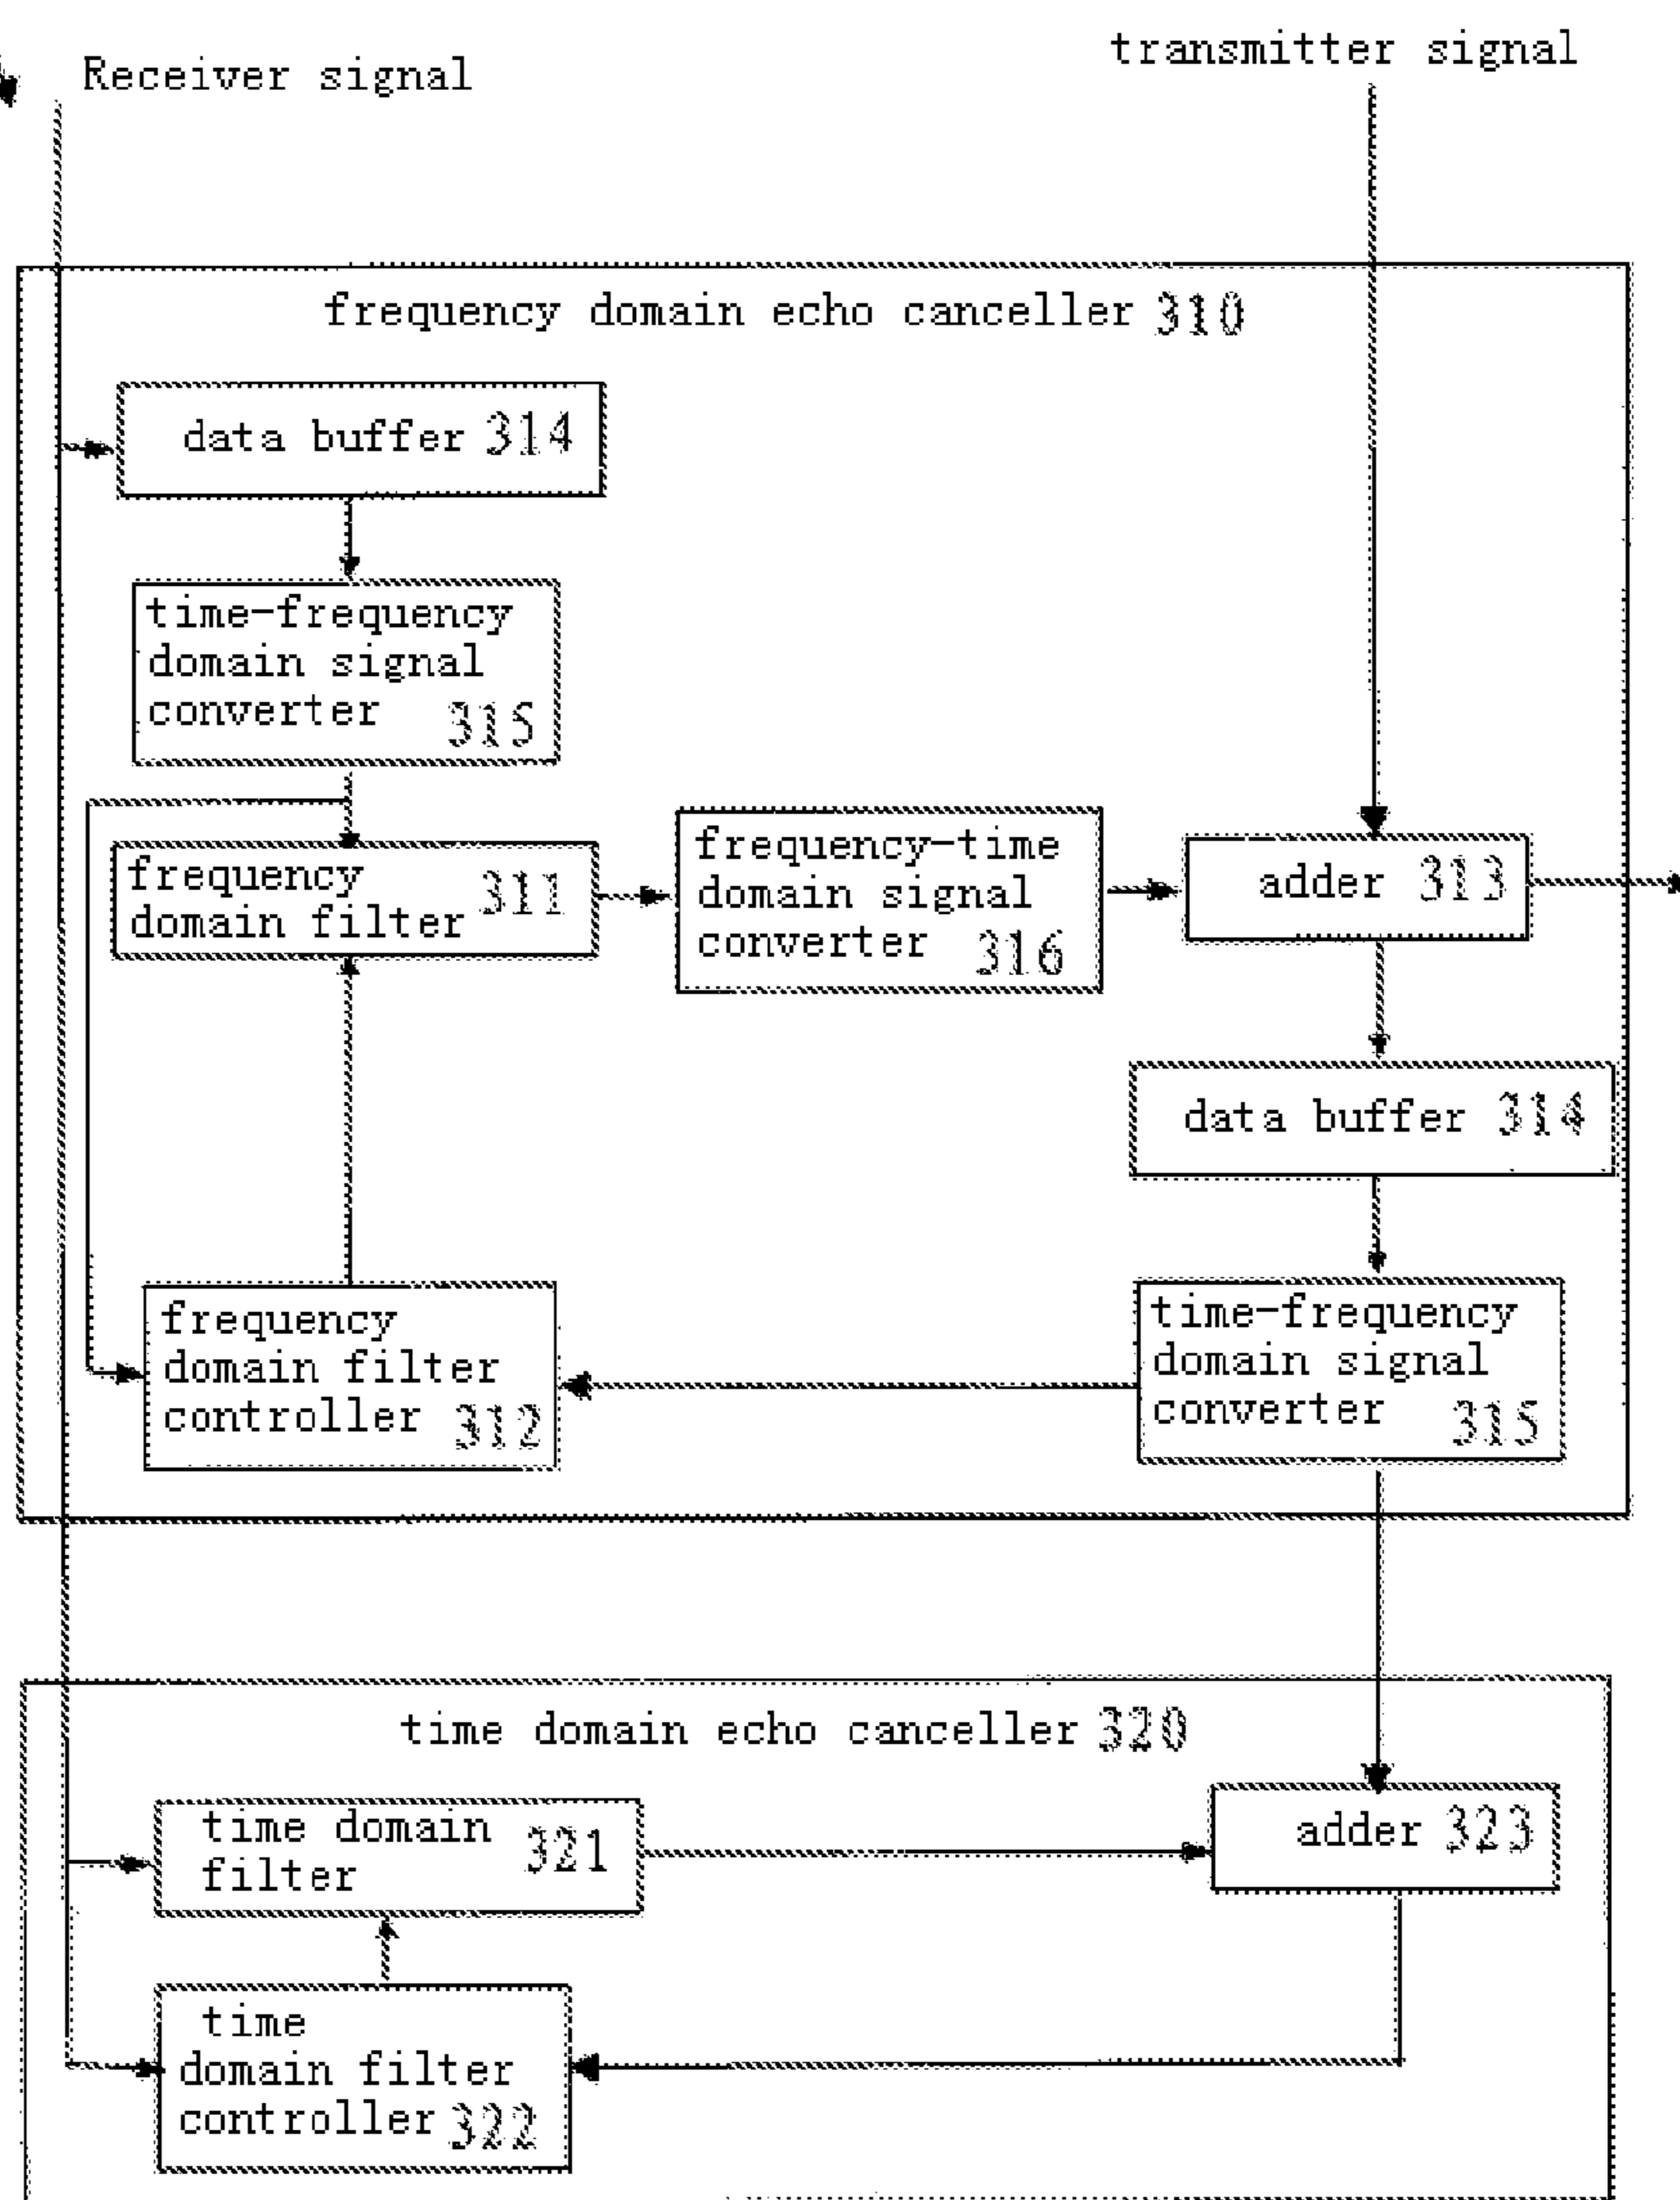 Receiver signal
transmitter signal
frequency domain echo canceller 310
data buffer 314
time-frequency
domain signal
converter 315
frequency
domain filter 311
frequency-time
domain signal
converter 316
adder 313
data buffer 314
frequency
domain filter
controller 312
time-frequency
domain signal
converter 315
time domain echo canceller 320
time domain
filter 321
adder 323
time
domain filter
controller 322